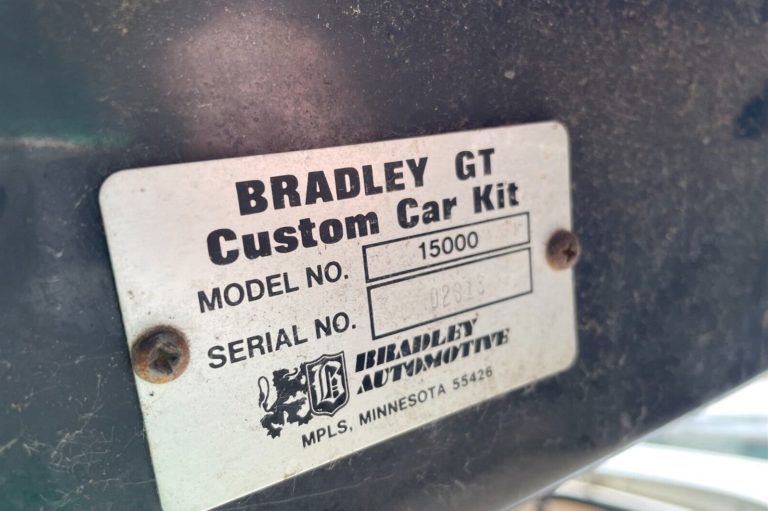 BRADLEY GT
Custom Car Kit
MODEL NO. 15000
SERIAL NO.
B BRADLEY
AUTOMOTIVE
MPLS, MINNESOTA 55426